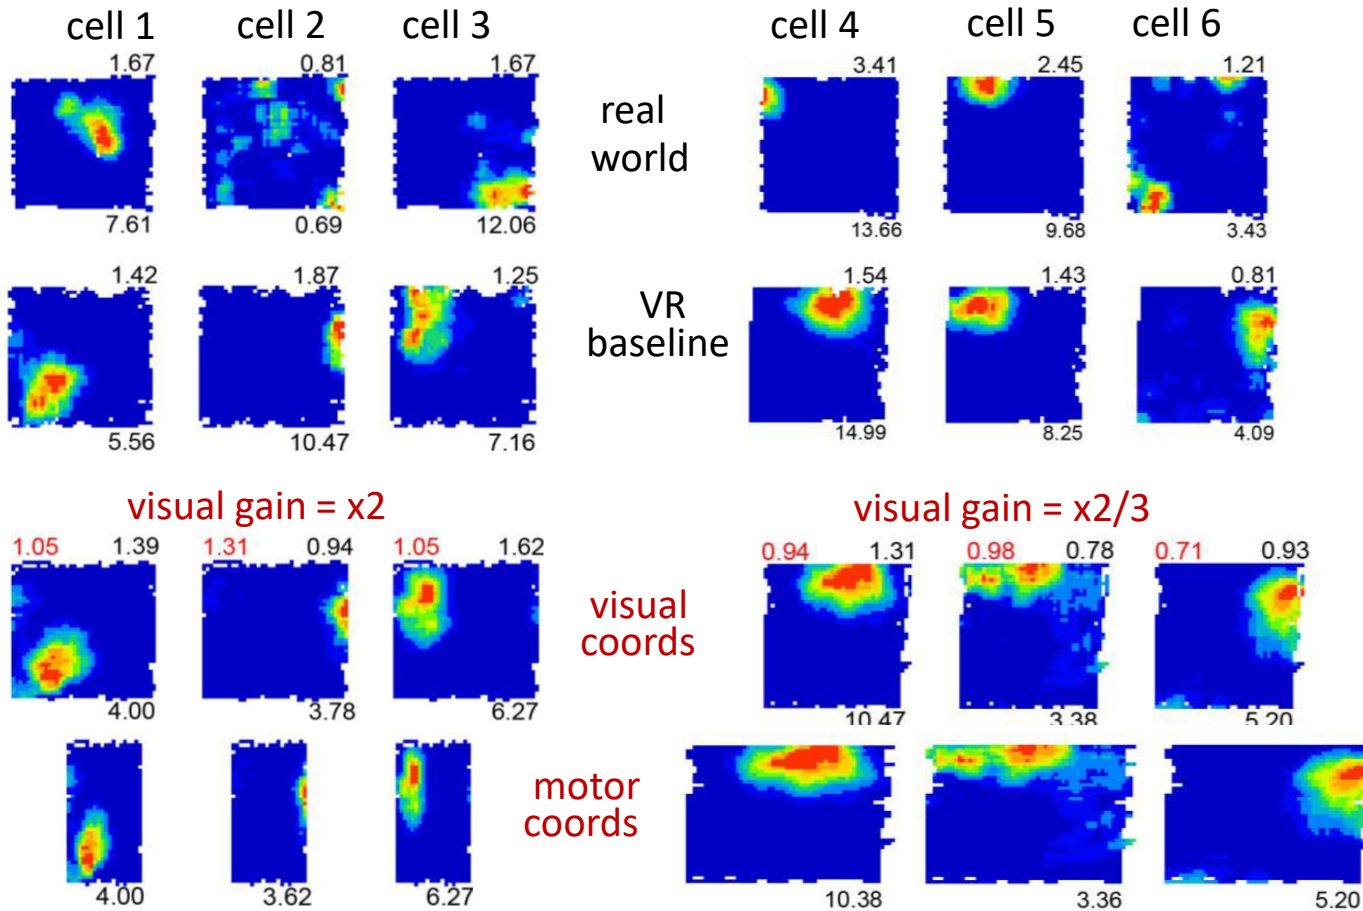 cell 1 cell 2 cell 3 cell 4 cell 5 cell 6
1.67 0.81 1.67 3.41 2.45 1.21
real
world
7.61 0.69 12.06 13.66 9.68 3.43
1.42 1.87 1.25 1.54 1.43 0.81
VR
baseline
5.56 10.47 7.16 14.99 8.25 4.09
visual gain = x2 visual gain = x2/3
1.05 1.39 1.31 0.94 1.05 1.62 0.94 1.31 0.98 0.78 0.71 0.93
visual
coords
4.00 3.78 6.27 10.47 3.38 5.20
motor
coords
4.00 3.62 6.27 10.38 3.36 5.20